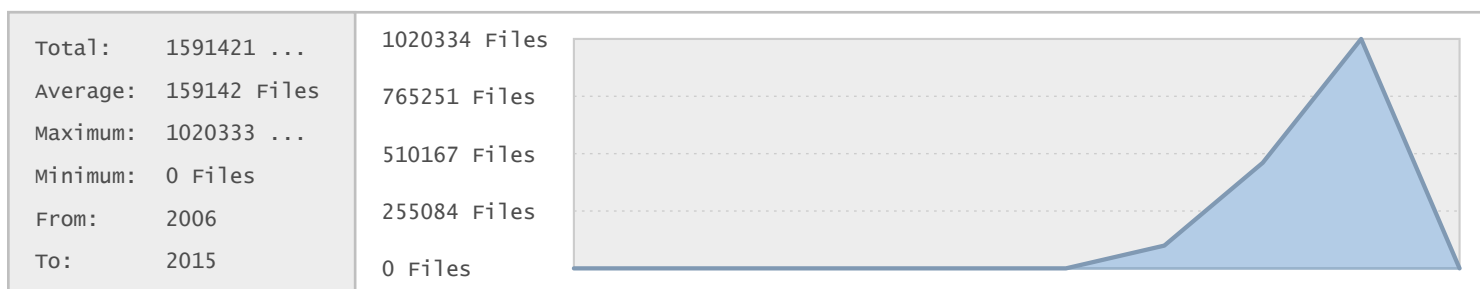 Total: 1591421 ...
Average: 159142 Files
Maximum: 1020333 ...
Minimum: 0 Files
From: 2006
To: 2015
1020334 Files
765251 Files
510167 Files
255084 Files
0 Files